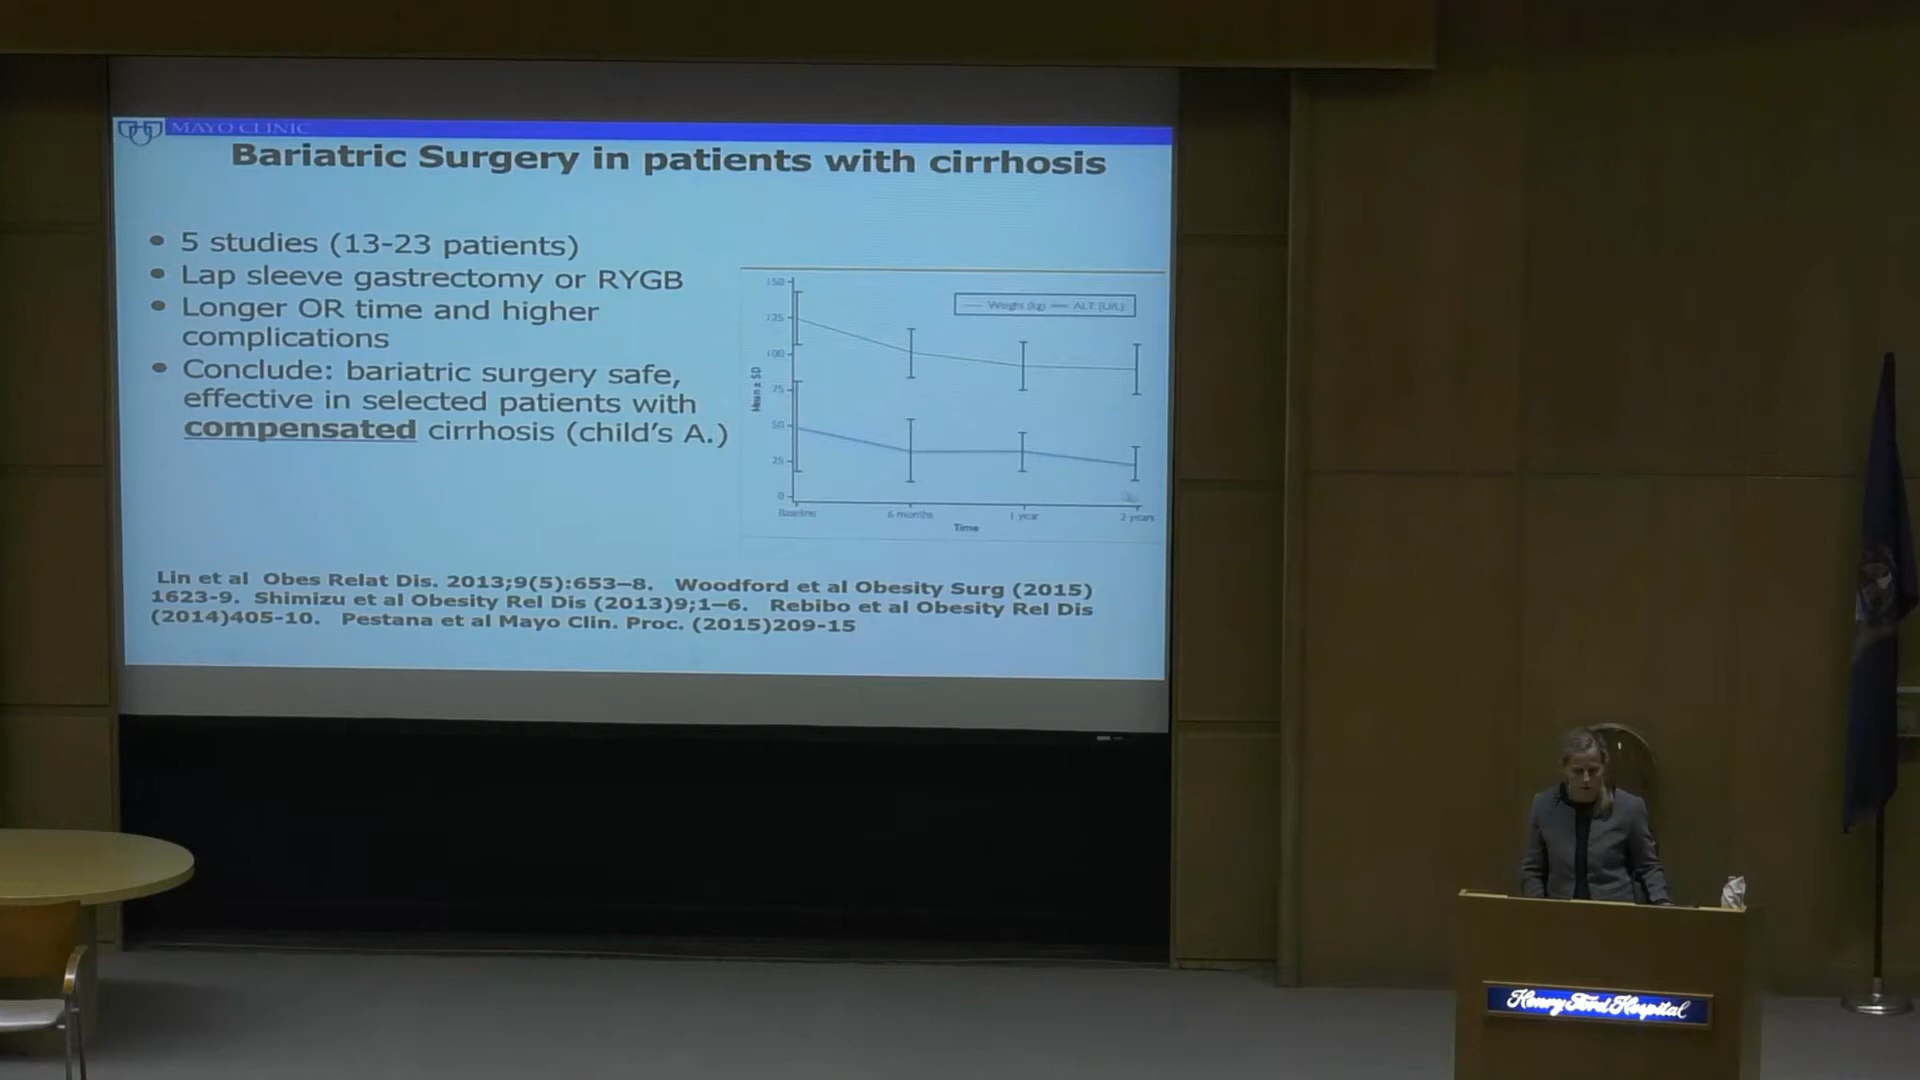 MAYO CLINIC
Bariatric Surgery in patients with cirrhosis
5 studies (13-23 patients)
Lap sleeve gastrectomy or RYGB
Longer OR time and higher
complications
Conclude: bariatric surgery safe,
effective in selected patients with
compensated cirrhosis (child's A.)
Weight (kg) ALT (U/L)
150
125
100
75
50
25
0
Mean ± SD
Baseline 6 months 1 year 2 years
Time
Lin et al Obes Relat Dis. 2013;9(5):653–8. Woodford et al Obesity Surg (2015)
1623-9. Shimizu et al Obesity Rel Dis (2013)9;1–6. Rebibo et al Obesity Rel Dis
(2014)405-10. Pestana et al Mayo Clin. Proc. (2015)209-15
Henry Ford Hospital